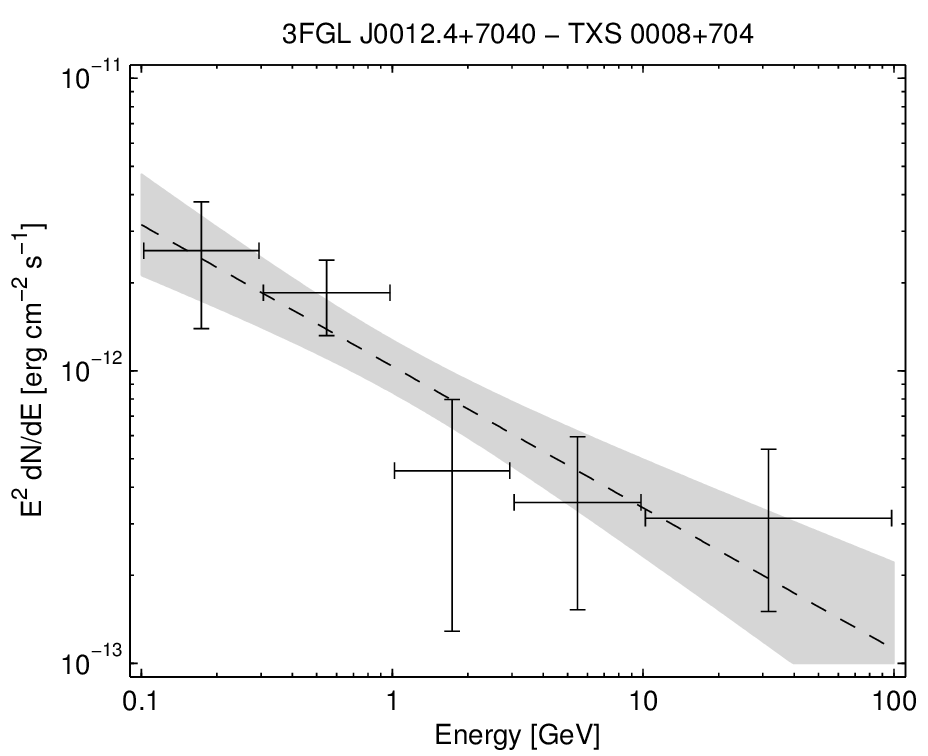 3FGL J0012.4+7040 − TXS 0008+704
10⁻¹¹
10⁻¹²
10⁻¹³
E² dN/dE [erg cm⁻² s⁻¹]
0.1 1 10 100
Energy [GeV]